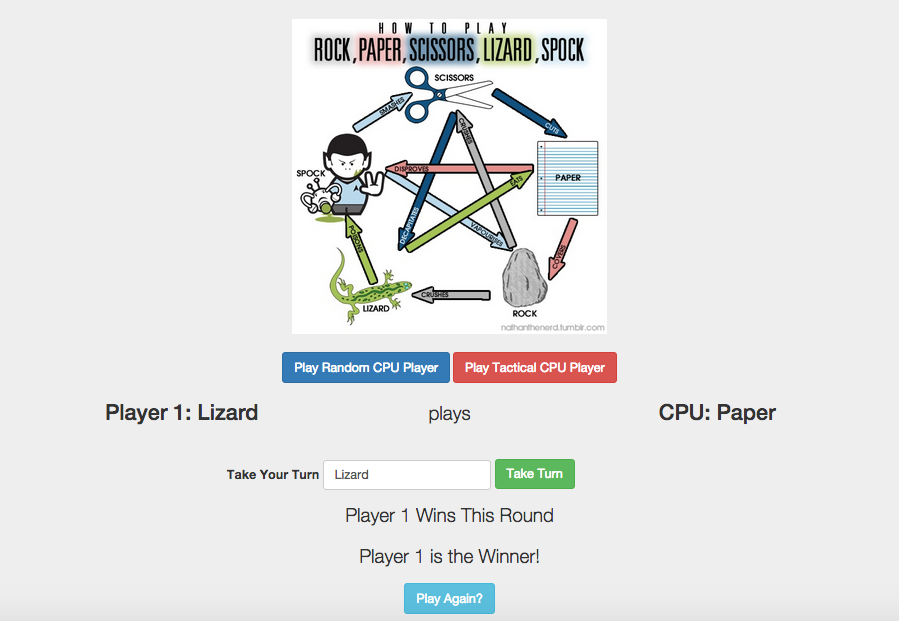 HOW TO PLAY
ROCK, PAPER, SCISSORS, LIZARD, SPOCK
SCISSORS
SMASHES
CUTS
CRUSHES
SPOCK
DISPROVES
EATS
PAPER
DECAPITATES
VAPOURISES
POISONS
COVERS
LIZARD
CRUSHES
ROCK
nathanthenerd.tumblr.com
Play Random CPU Player
Play Tactical CPU Player
Player 1: Lizard
plays
CPU: Paper
Take Your Turn
Lizard
Take Turn
Player 1 Wins This Round
Player 1 is the Winner!
Play Again?